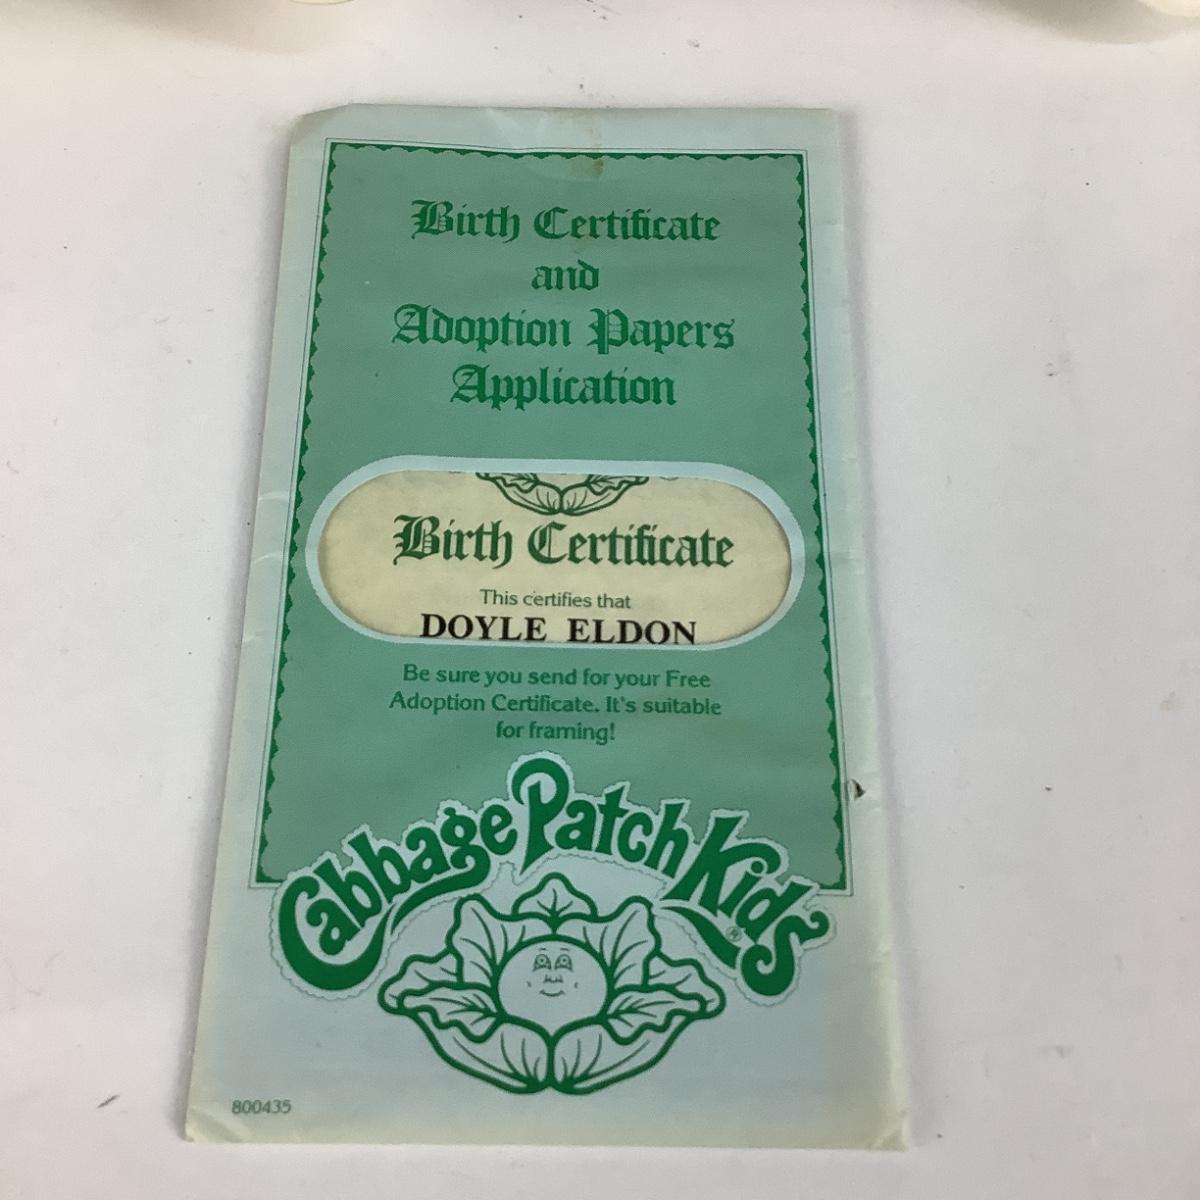 Birth Certificate
and
Adoption Papers
Application
Birth Certificate
This certifies that
DOYLE ELDON
Be sure you send for your Free
Adoption Certificate. It's suitable
for framing!
Cabbage Patch Kids®
800435